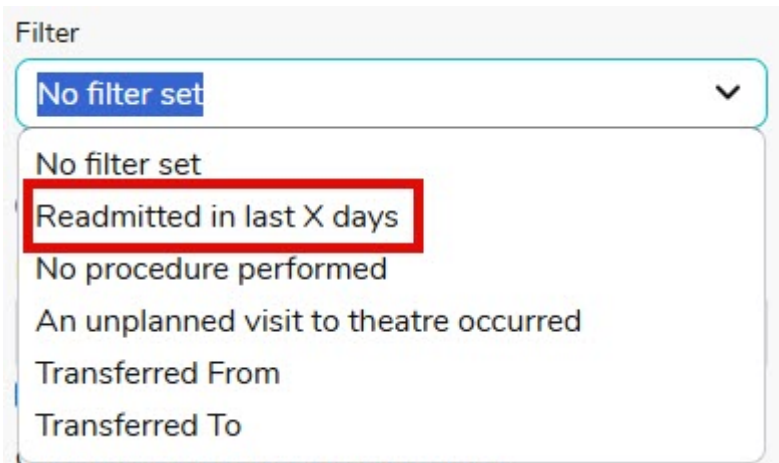 Filter
No filter set
No filter set
Readmitted in last X days
No procedure performed
An unplanned visit to theatre occurred
Transferred From
Transferred To